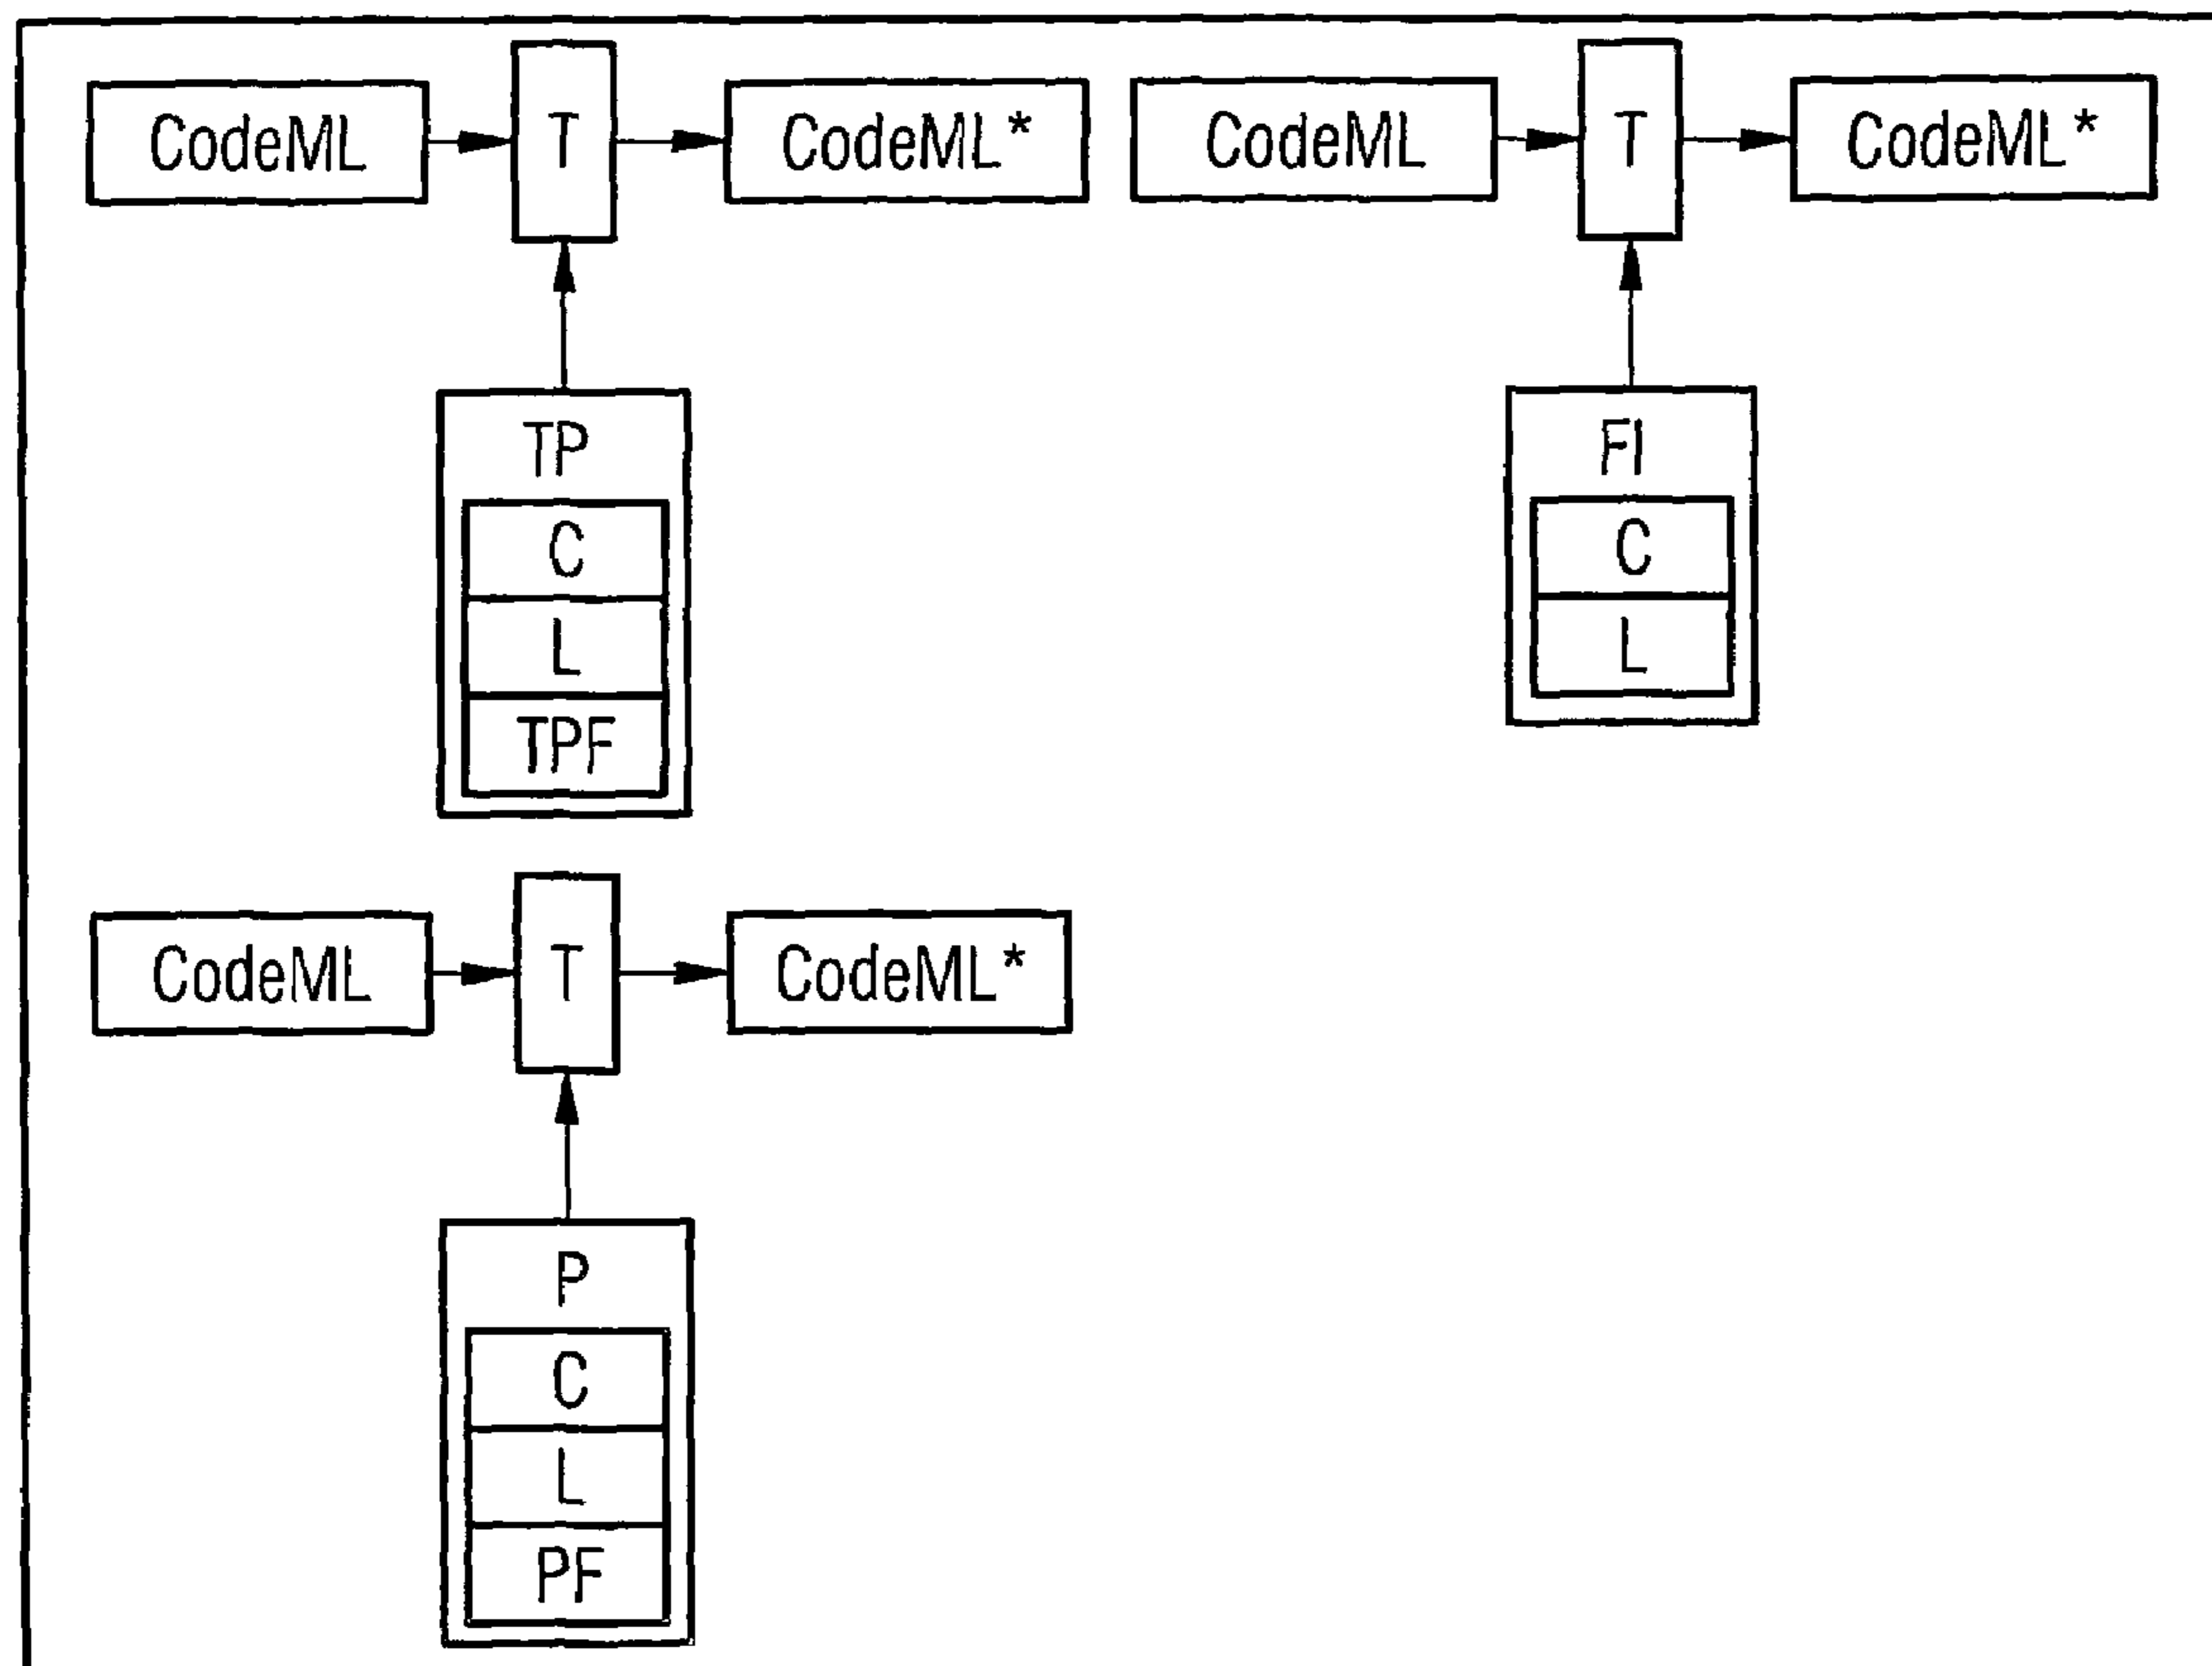 CodeML T CodeML* CodeML T CodeML*
TP FI
C C
L L
TPF
CodeML T CodeML*
P
C
L
PF